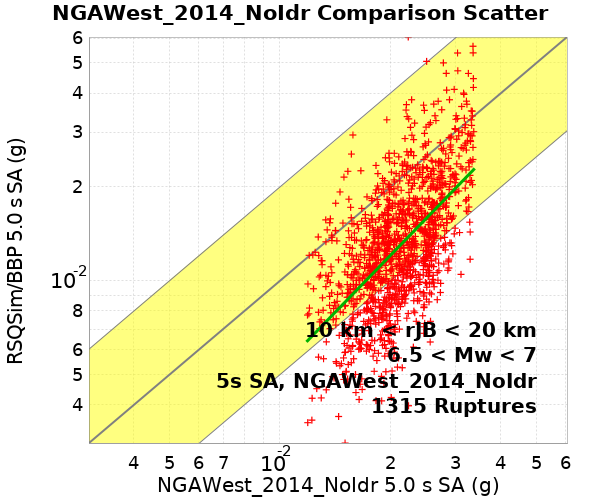 NGAWest_2014_NoIdr Comparison Scatter
6
5
4
3
2
10-2
8
6
5
4
RSQSim/BBP 5.0 s SA (g)
10 km < rJB < 20 km
6.5 < Mw < 7
5s SA, NGAWest_2014_NoIdr
1315 Ruptures
4 5 6 7 10-2 2 3 4 5 6
NGAWest_2014_NoIdr 5.0 s SA (g)